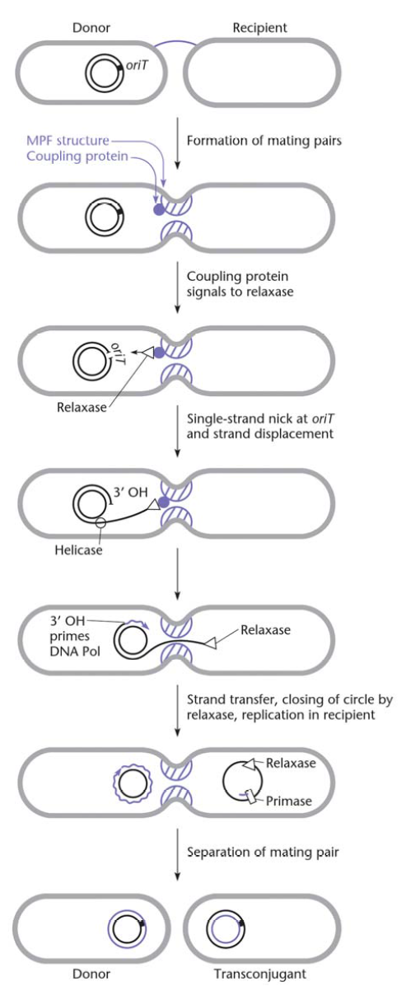 Donor
Recipient
oriT
MPF structure
Coupling protein
Formation of mating pairs
Coupling protein
signals to relaxase
oriT
Relaxase
Single-strand nick at oriT
and strand displacement
3′ OH
Helicase
3′ OH
primes
DNA Pol
Relaxase
Strand transfer, closing of circle by
relaxase, replication in recipient
Relaxase
Primase
Separation of mating pair
Donor
Transconjugant